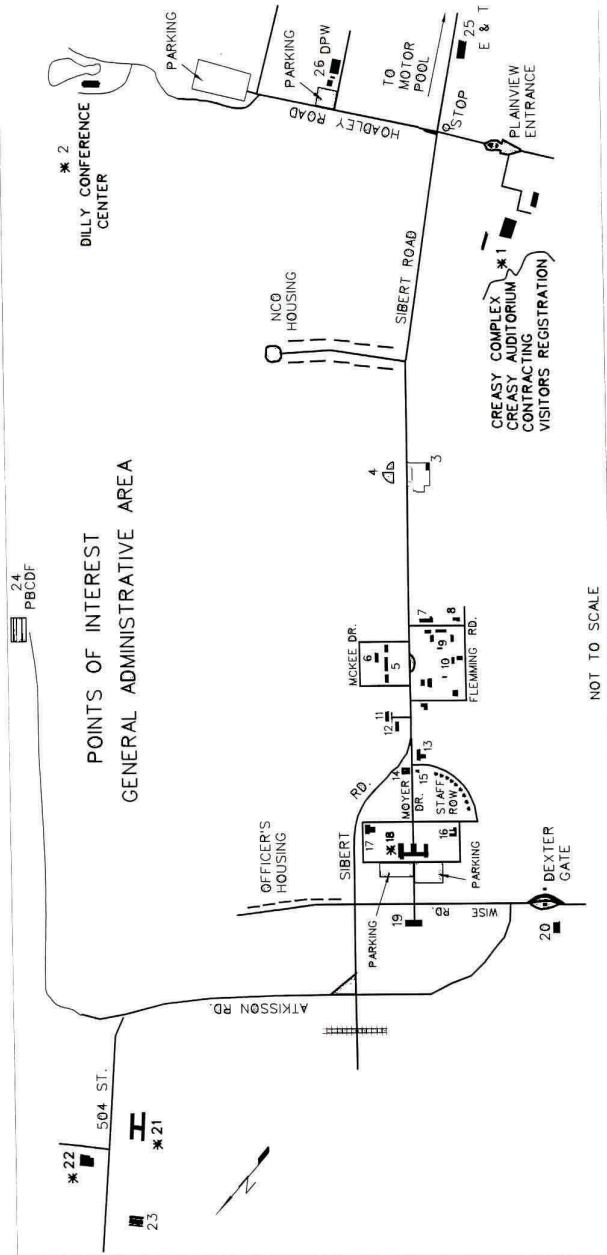 POINTS OF INTEREST
GENERAL ADMINISTRATIVE AREA
24
PBCDF
504 ST.
* 22
* 21
23
N
ATKISSON RD.
OFFICER'S
HOUSING
SIBERT
RD.
PARKING
19
WISE
RD.
PARKING
20
DEXTER
GATE
17
* 18
16
MOYER
DR.
STAFF
ROW
14
15
13
12
11
MCKEE DR.
6
5
7
9
10
8
FLEMMING RD.
4
3
NCO
HOUSING
SIBERT ROAD
* 2
DILLY CONFERENCE
CENTER
PARKING
PARKING
26 DPW
HOADLEY ROAD
TO
MOTOR
POOL
STOP
25
E & T
PLAINVIEW
ENTRANCE
* 1
CREASY COMPLEX
CREASY AUDITORIUM
CONTRACTING
VISITORS REGISTRATION
NOT TO SCALE